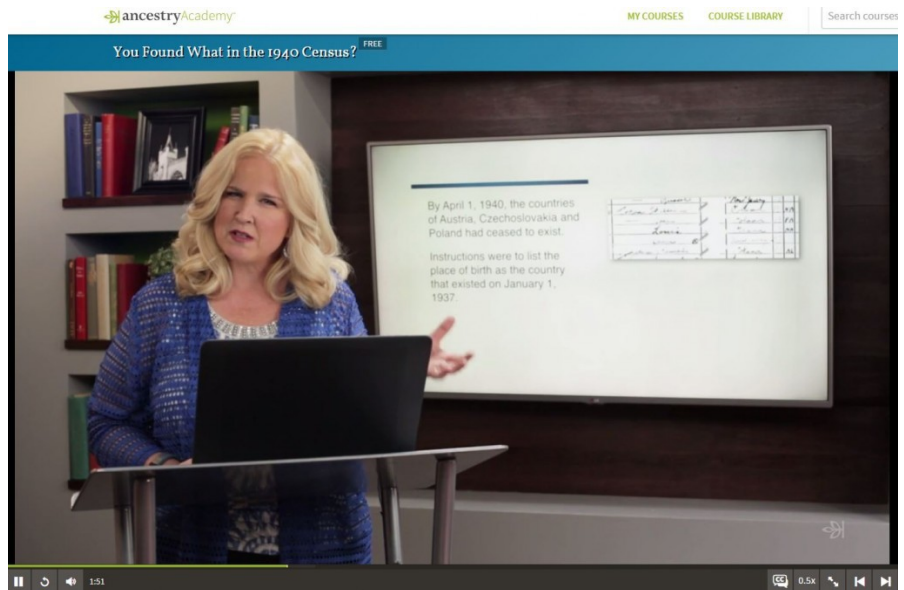 ancestryAcademy
MY COURSES
COURSE LIBRARY
Search courses
You Found What in the 1940 Census?
FREE
By April 1, 1940, the countries
of Austria, Czechoslovakia and
Poland had ceased to exist.
Instructions were to list the
place of birth as the country
that existed on January 1,
1937.
Louis
1:51
CC
0.5x